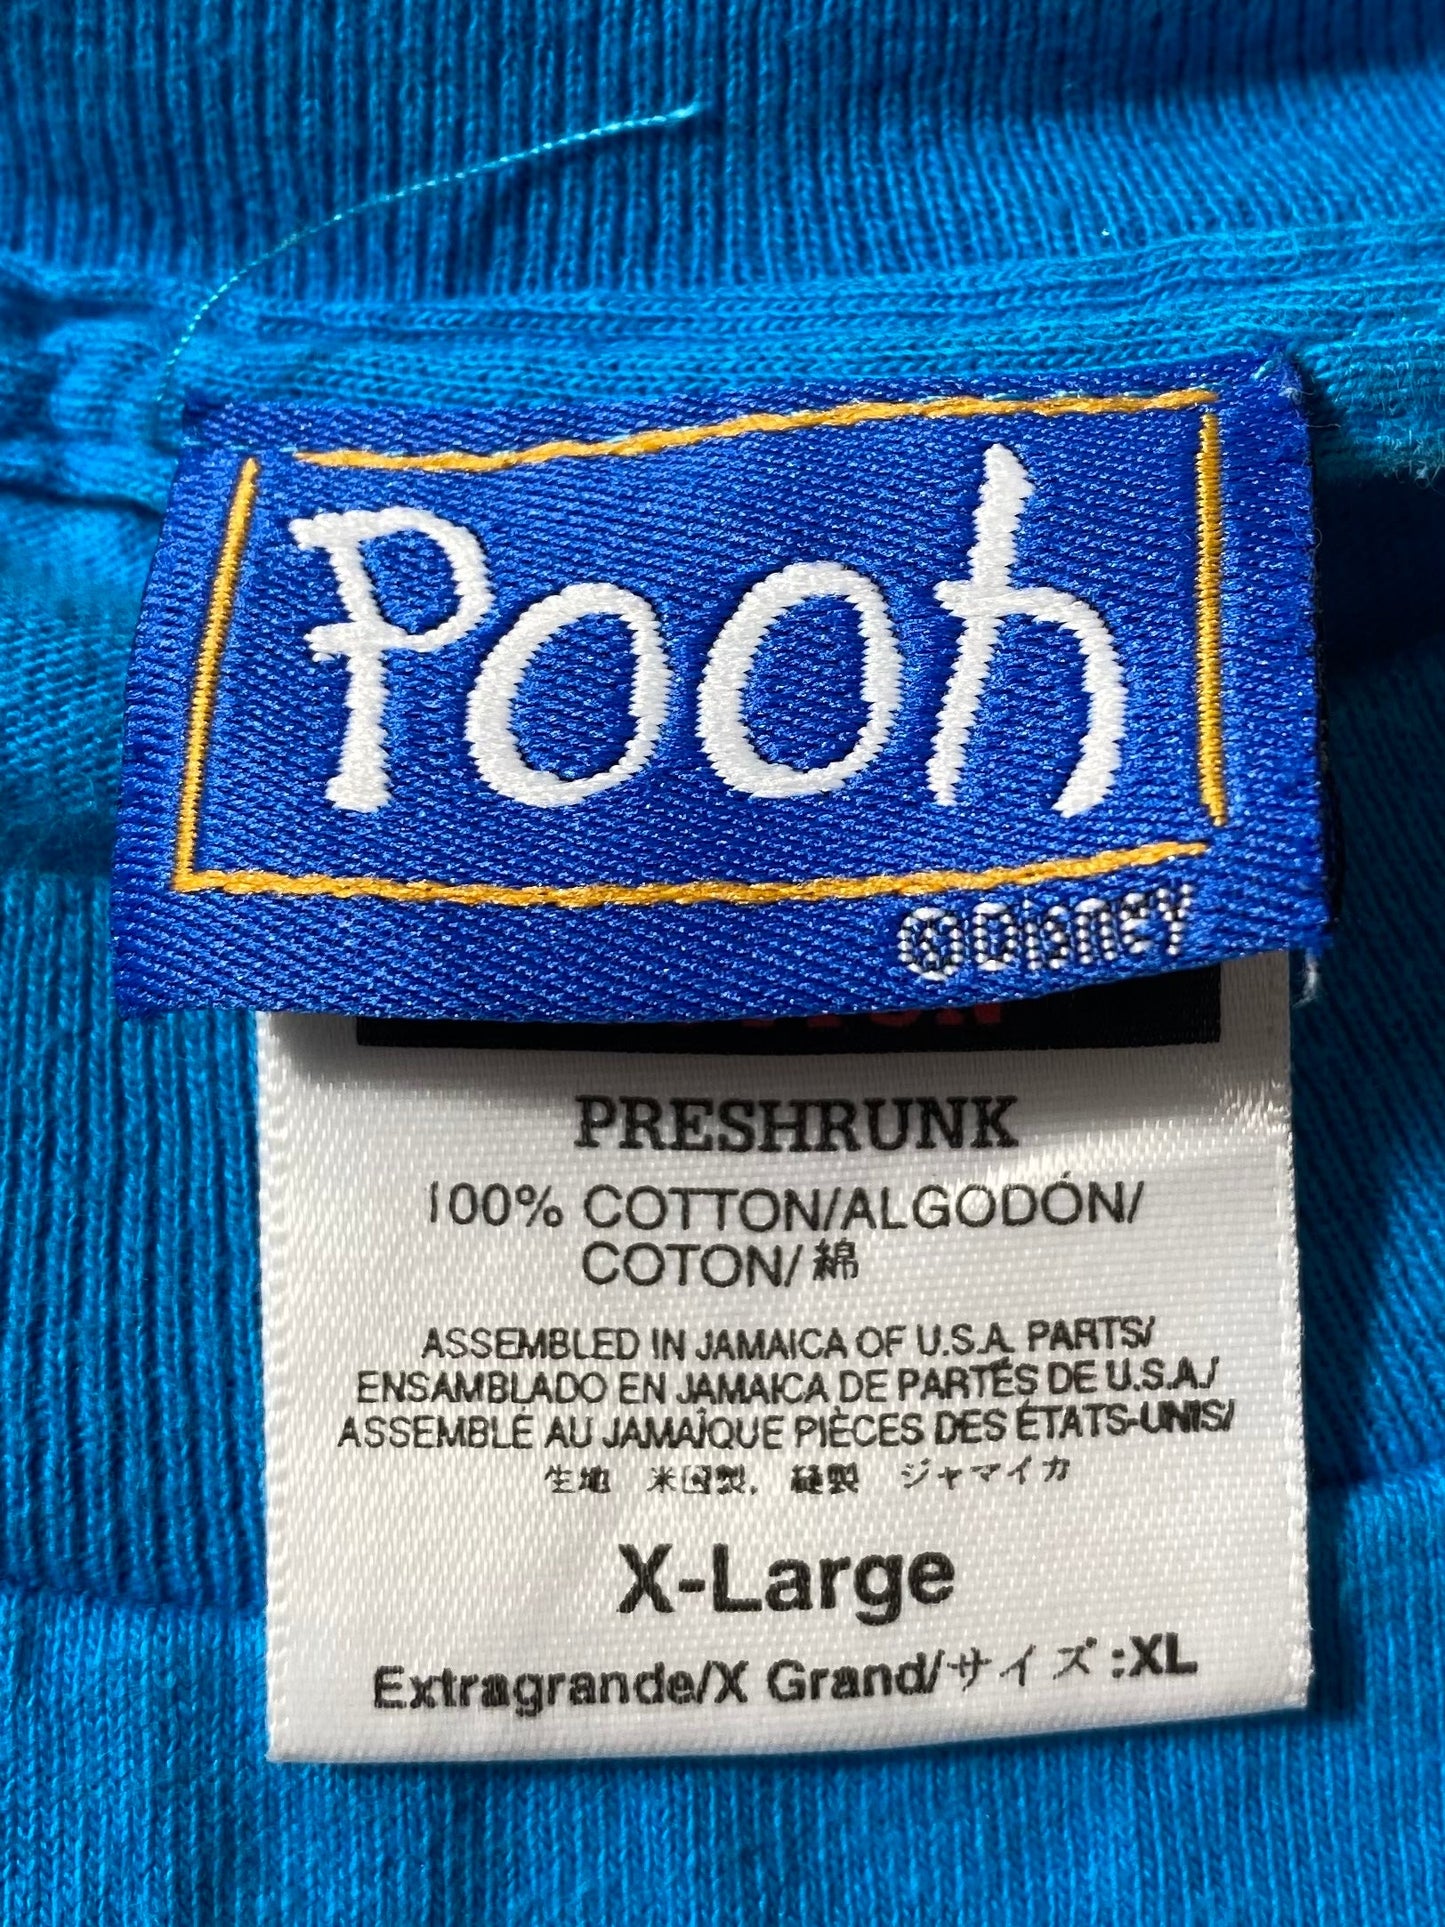 Pooh
©Disney
PRESHRUNK
100% COTTON/ALGODÓN/
COTON/綿
ASSEMBLED IN JAMAICA OF U.S.A. PARTS/
ENSAMBLADO EN JAMAICA DE PARTÉS DE U.S.A./
ASSEMBLÉ AU JAMAÎQUE PIÈCES DES ÉTATS-UNIS/
生地 米国製, 縫製 ジャマイカ
X-Large
Extragrande/X Grand/サイズ:XL